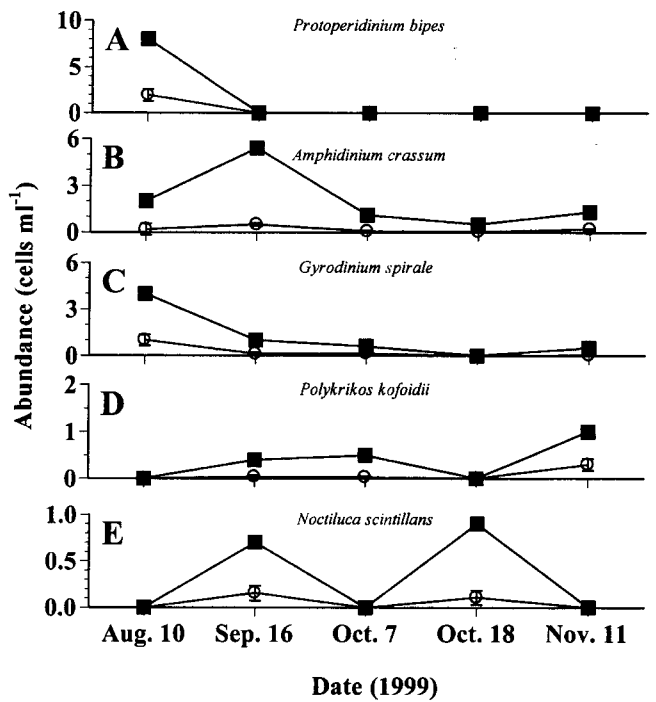 A
Protoperidinium bipes
10
5
0
B
Amphidinium crassum
6
3
0
C
Gyrodinium spirale
6
3
0
D
Polykrikos kofoidii
2
1
0
E
Noctiluca scintillans
1.0
0.5
0.0
Abundance (cells ml⁻¹)
Aug. 10 Sep. 16 Oct. 7 Oct. 18 Nov. 11
Date (1999)